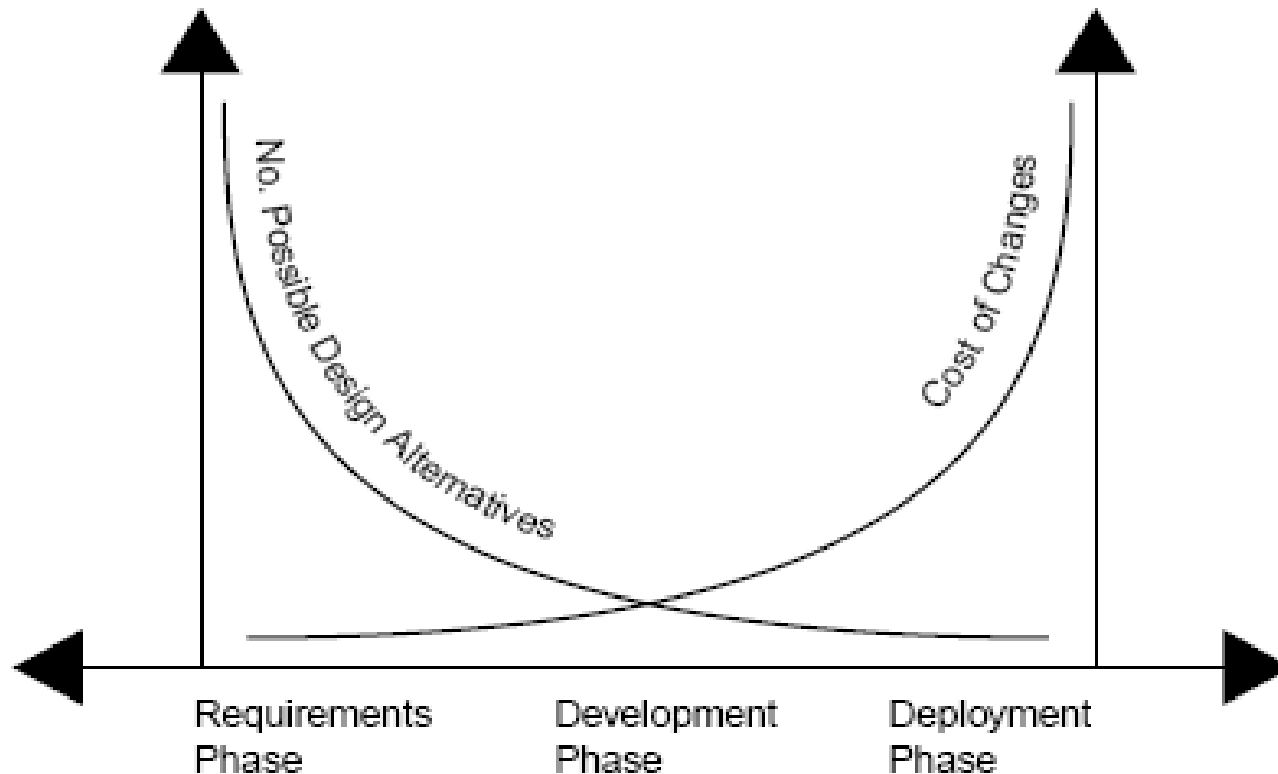 No. Possible Design Alternatives
Cost of Changes
Requirements
Phase
Development
Phase
Deployment
Phase